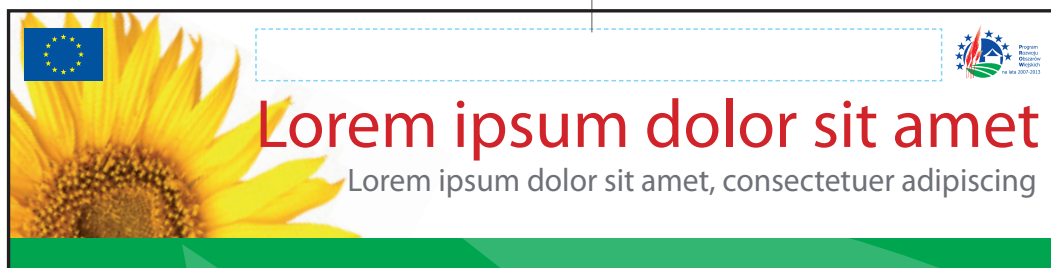 Program
Rozwoju
Obszarów
Wiejskich
na lata 2007-2013
Lorem ipsum dolor sit amet
Lorem ipsum dolor sit amet, consectetuer adipiscing